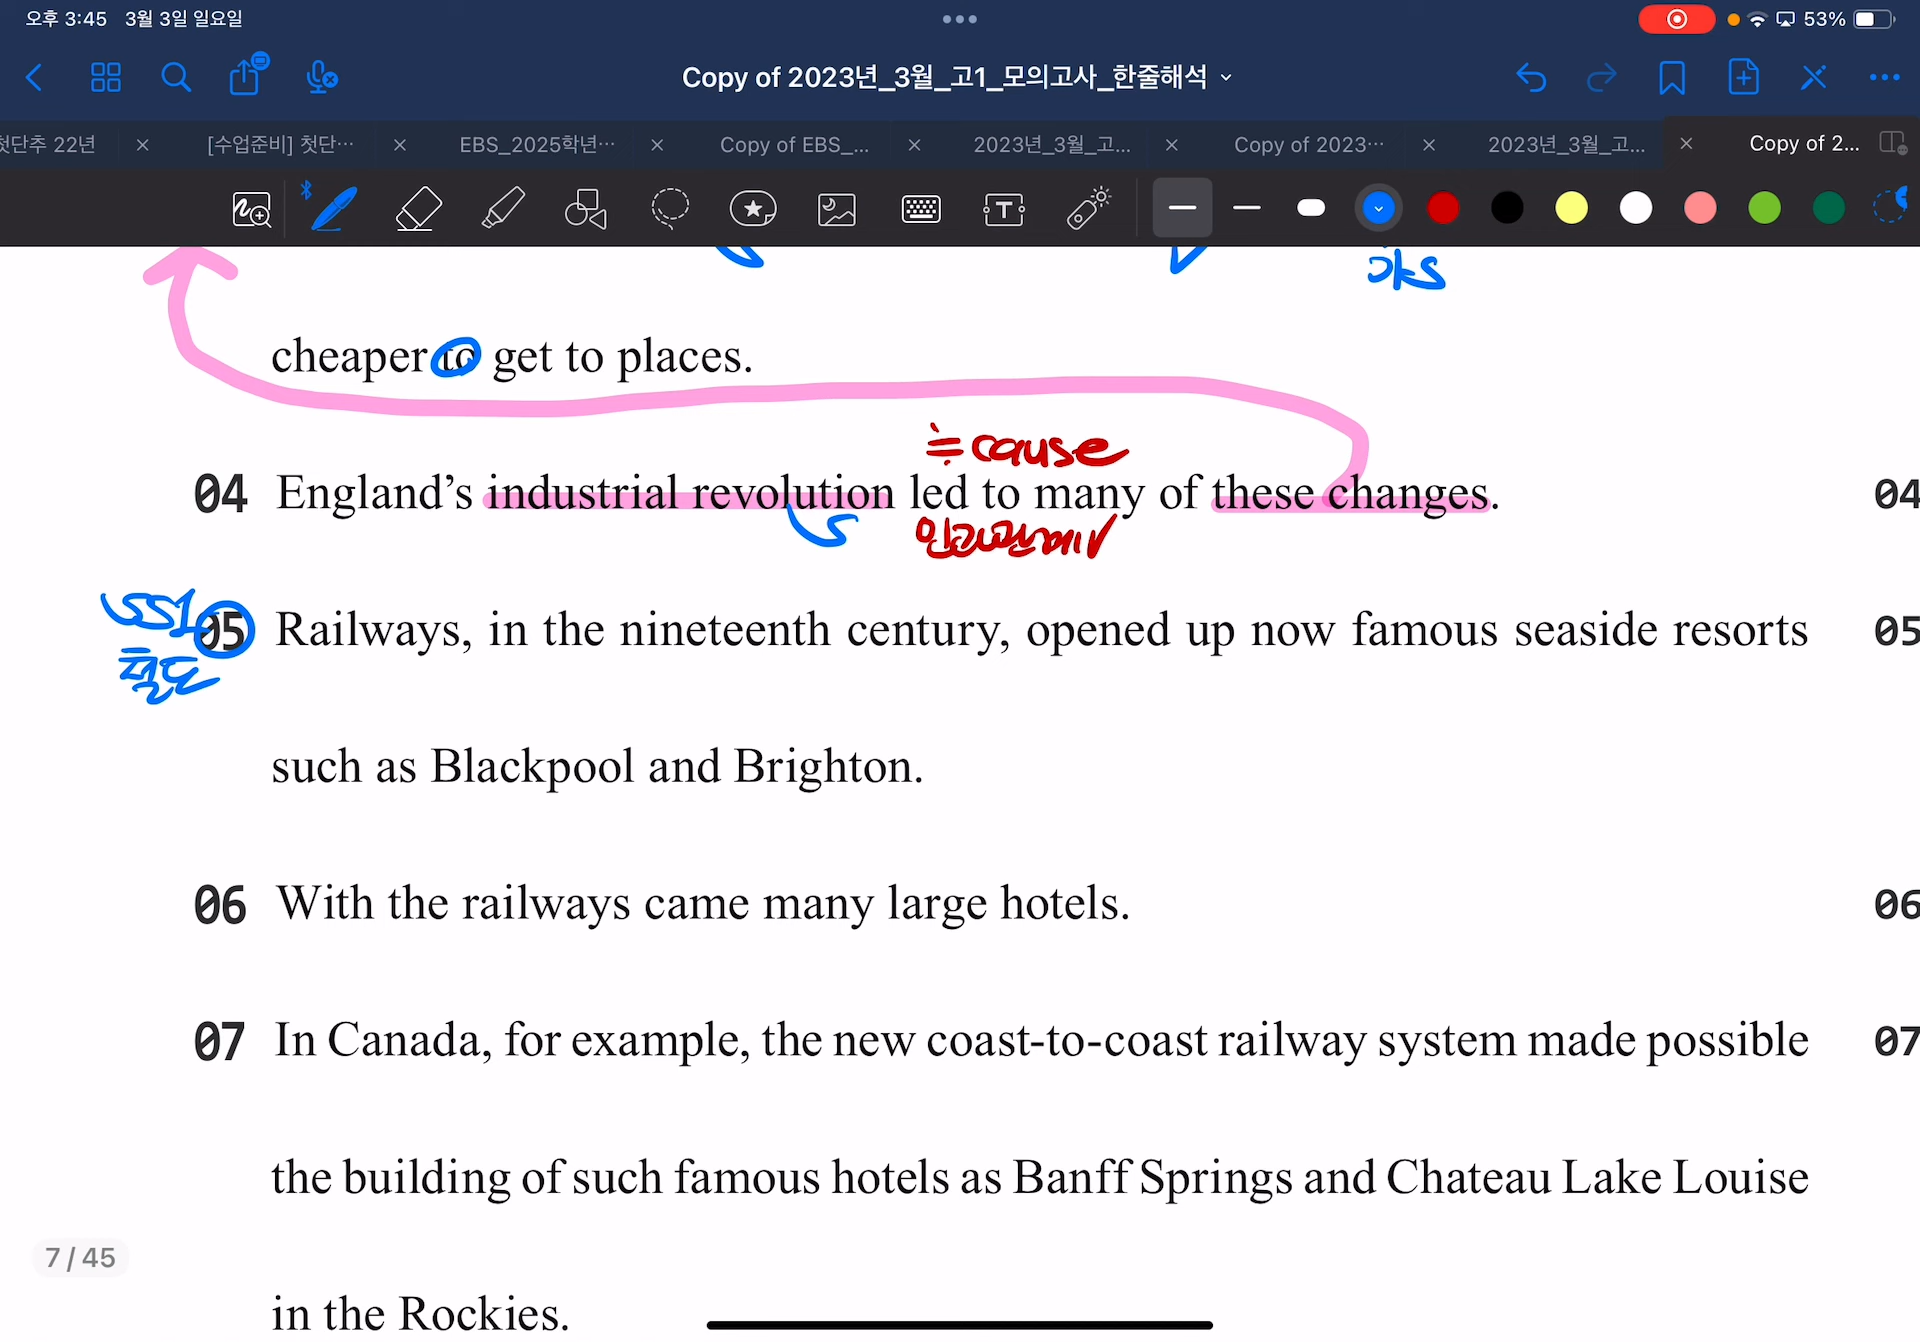 오후 3:45 3월 3일 일요일
53%
Copy of 2023년_3월_고1_모의고사_한줄해석
첫단추 22년
[수업준비] 첫단…
EBS_2025학년…
Copy of EBS_...
2023년_3월_고...
Copy of 2023…
2023년_3월_고...
Copy of 2...
가S
cheaper to get to places.
≒ cause
04 England’s industrial revolution led to many of these changes. 04
S
인과관계
SS1
05 Railways, in the nineteenth century, opened up now famous seaside resorts 05
철도
such as Blackpool and Brighton.
06 With the railways came many large hotels. 06
07 In Canada, for example, the new coast-to-coast railway system made possible 07
the building of such famous hotels as Banff Springs and Chateau Lake Louise
7 / 45
in the Rockies.